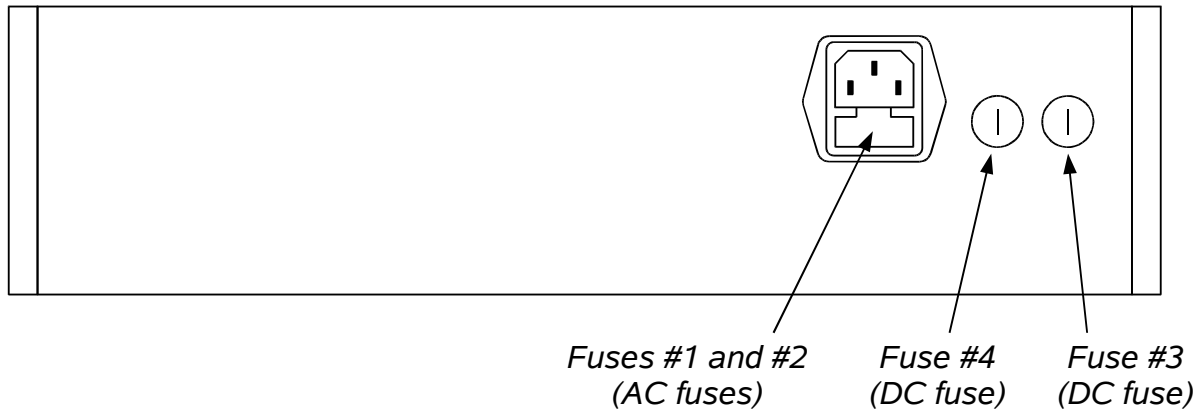 Fuses #1 and #2
(AC fuses)
Fuse #4
(DC fuse)
Fuse #3
(DC fuse)